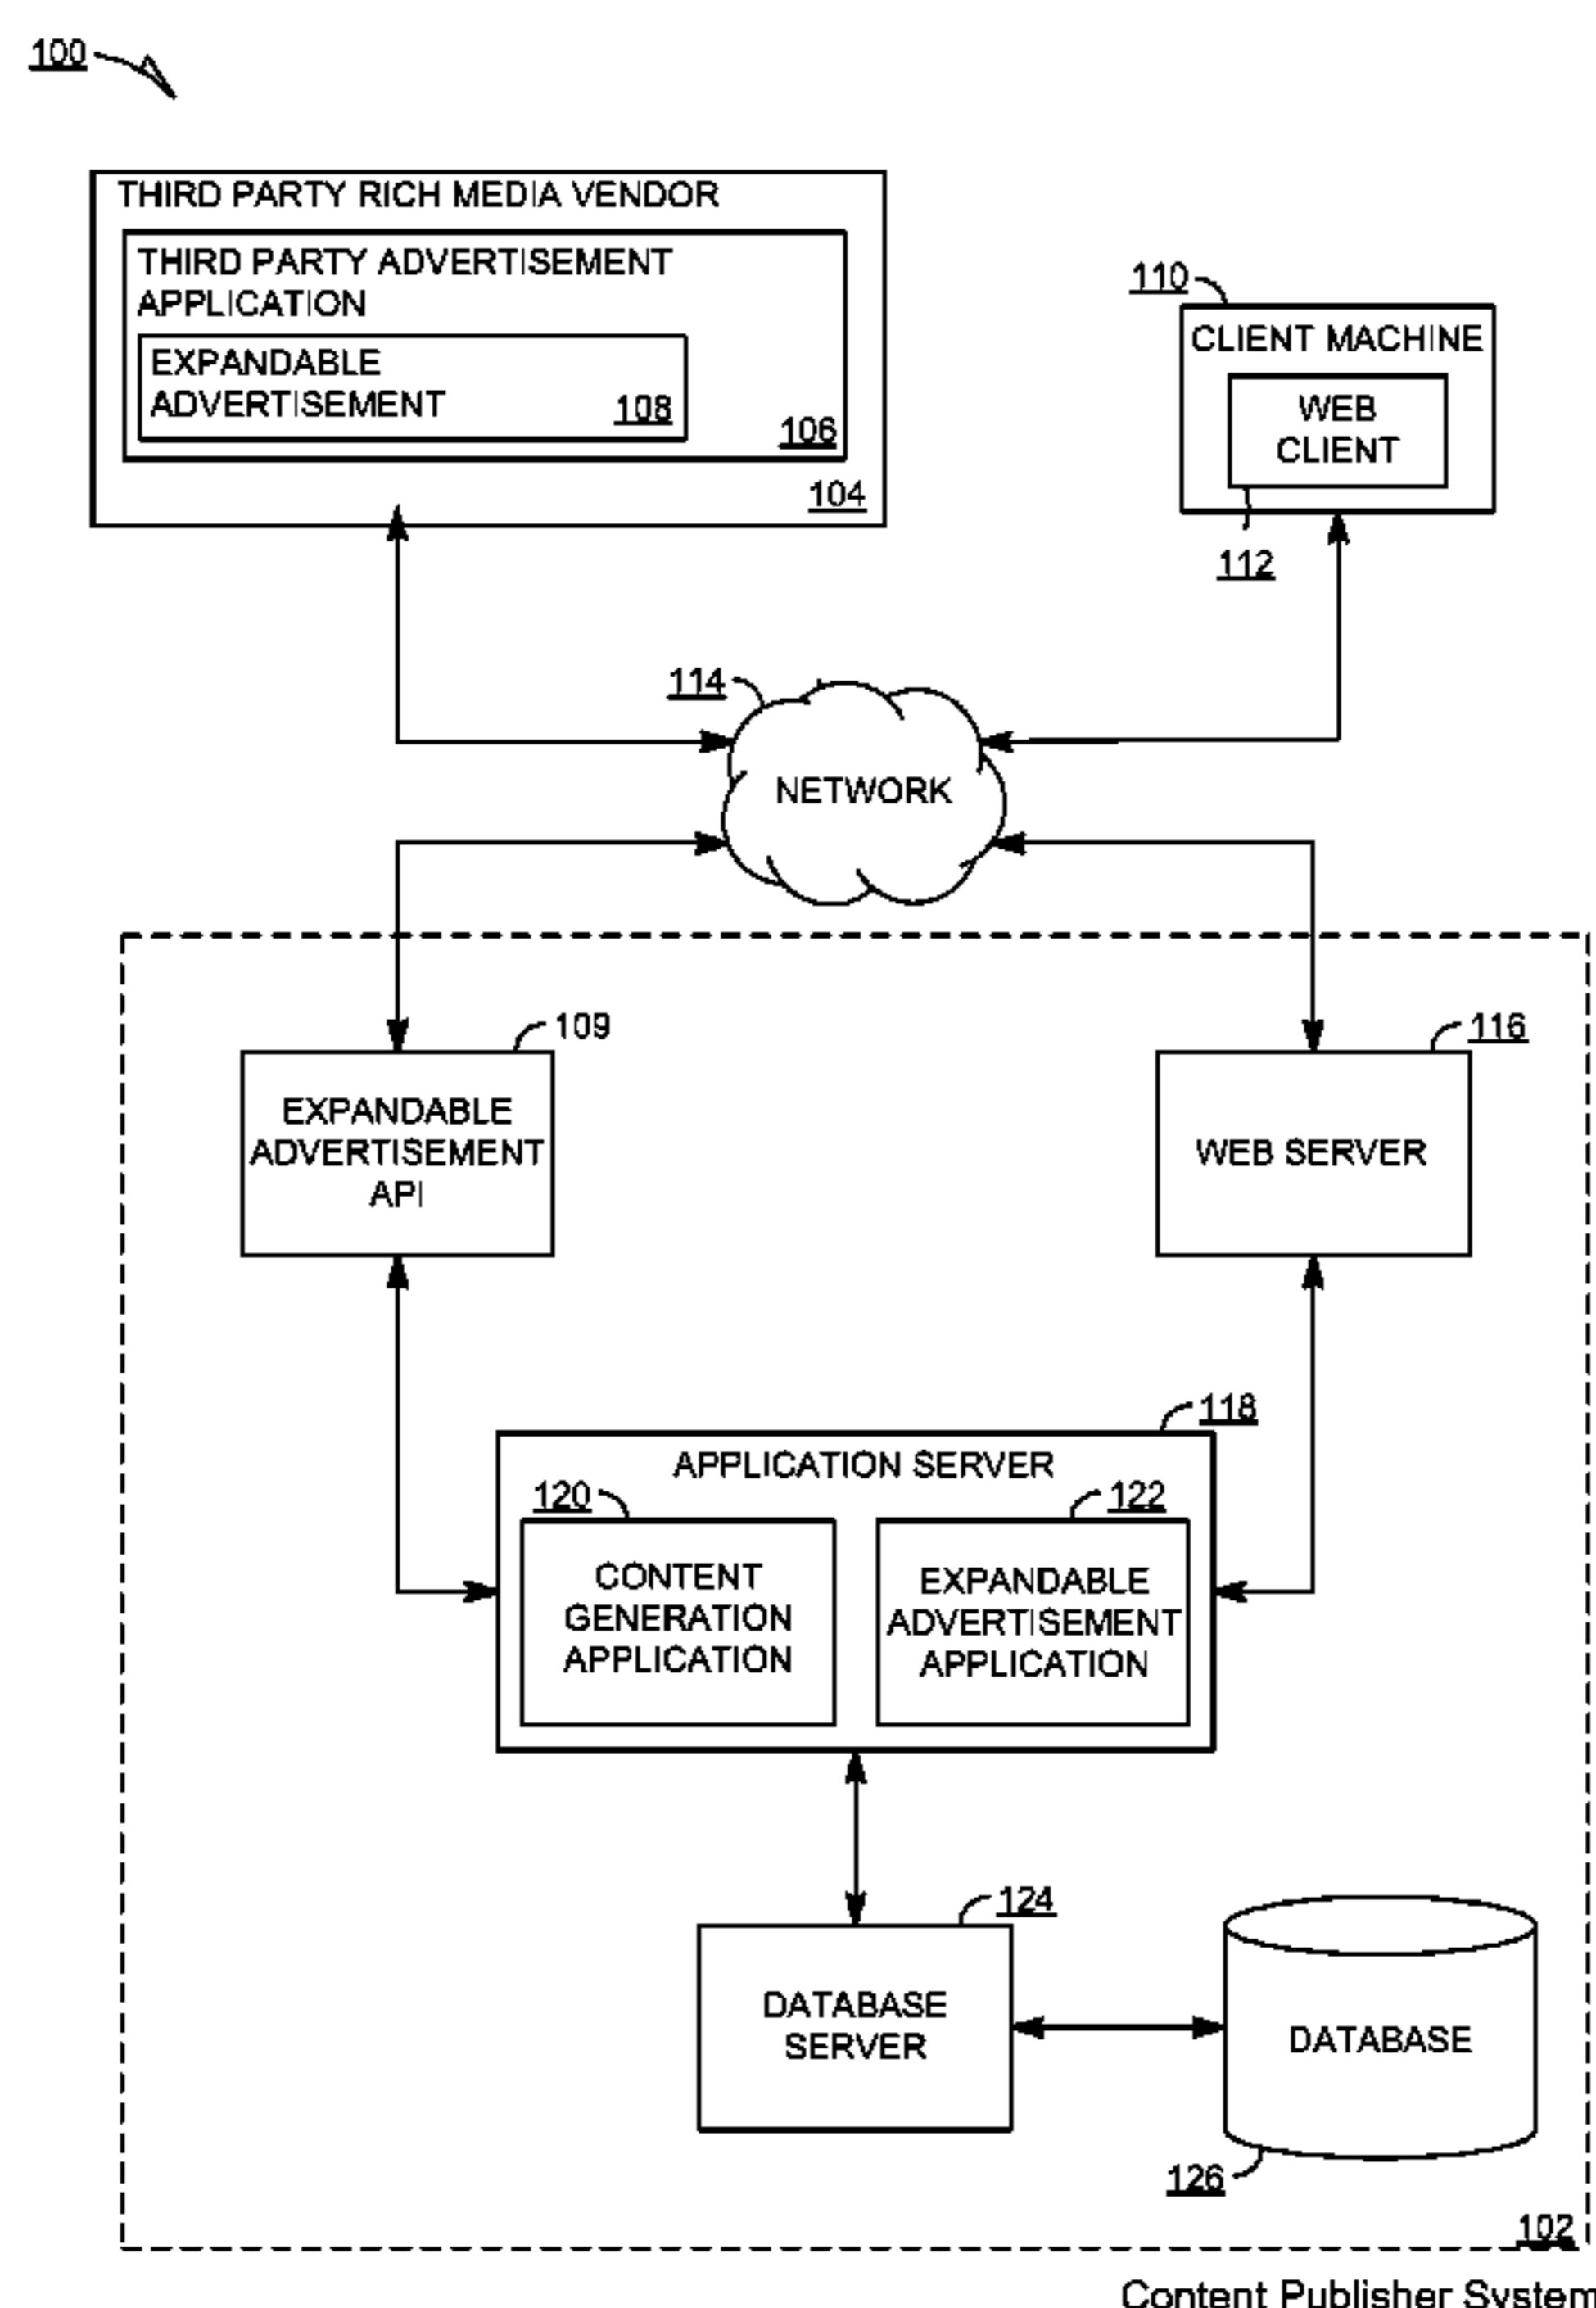 100
THIRD PARTY RICH MEDIA VENDOR
THIRD PARTY ADVERTISEMENT
APPLICATION
EXPANDABLE
ADVERTISEMENT
108
106
104
110
CLIENT MACHINE
WEB
CLIENT
112
114
NETWORK
109
EXPANDABLE
ADVERTISEMENT
API
116
WEB SERVER
118
APPLICATION SERVER
120
CONTENT
GENERATION
APPLICATION
122
EXPANDABLE
ADVERTISEMENT
APPLICATION
124
DATABASE
SERVER
DATABASE
126
102
Content Publisher System